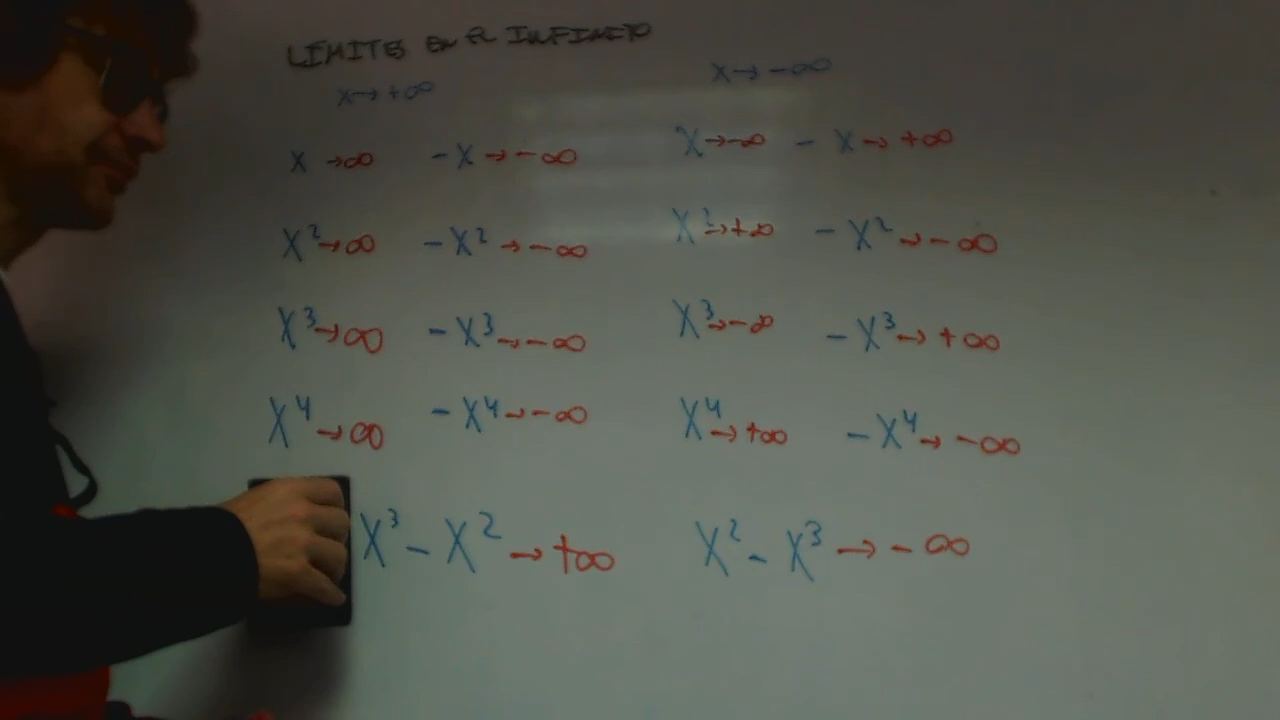 LÍMITES EN EL INFINITO
x→+∞ x→-∞
x→∞ -x→-∞ x→-∞ -x→+∞
x²→∞ -x²→-∞ x²→+∞ -x²→-∞
x³→∞ -x³→-∞ x³→-∞ -x³→+∞
x⁴→∞ -x⁴→-∞ x⁴→+∞ -x⁴→-∞
x³-x²→+∞ x²-x³→-∞